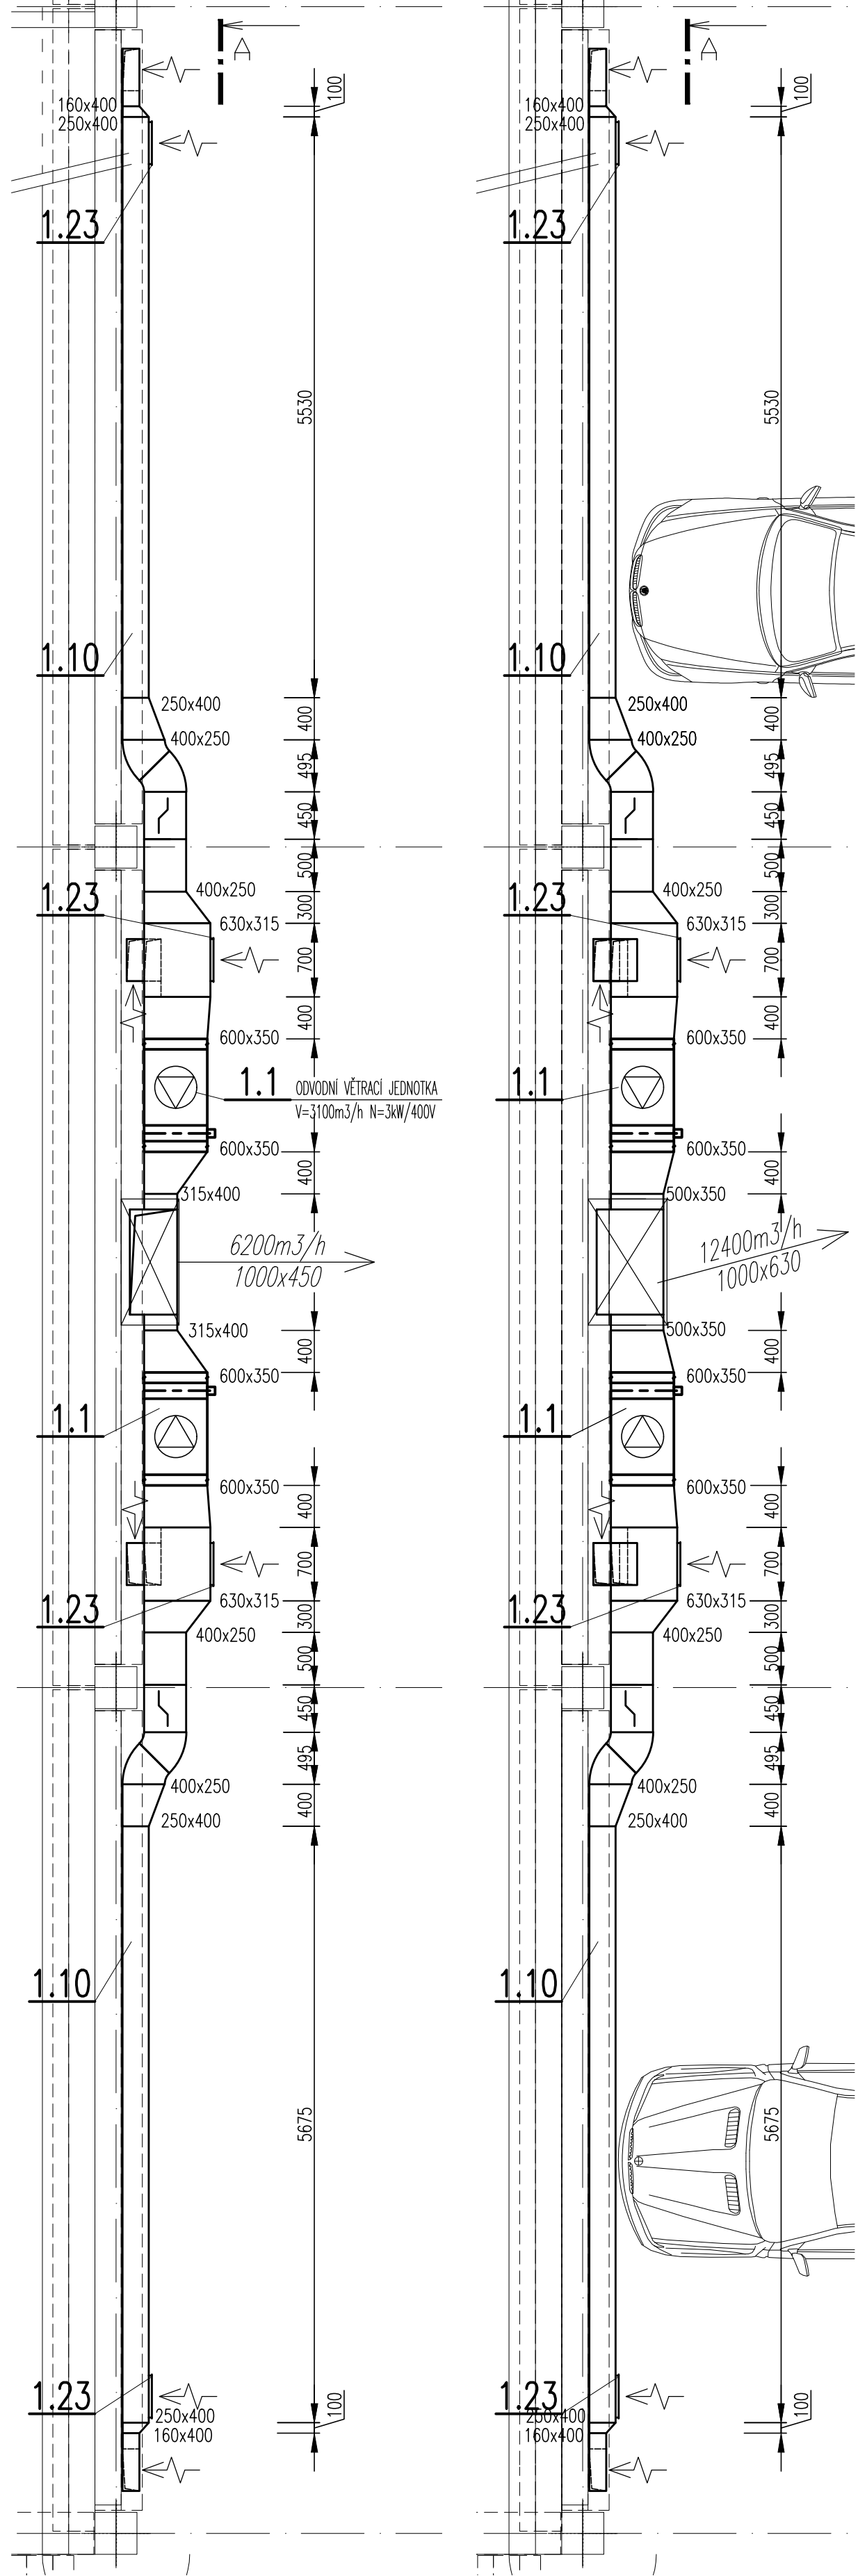 A
160x400
250x400
100
1.23
5530
1.10
250x400
400
400x250
495
450
500
400x250
1.23
300
630x315
700
400
600x350
1.1 ODVODNÍ VĚTRACÍ JEDNOTKA
V=3100m3/h N=3kW/400V
600x350
400
315x400
6200m3/h
1000x450
315x400
400
600x350
1.1
600x350
400
700
1.23
630x315
300
400x250
500
450
495
400x250
400
250x400
1.10
5675
1.23
250x400
160x400
100
A
160x400
250x400
100
1.23
5530
1.10
250x400
400
400x250
495
450
500
400x250
1.23
300
630x315
700
400
600x350
1.1
600x350
400
500x350
12400m3/h
1000x630
500x350
400
600x350
1.1
600x350
400
700
1.23
630x315
300
400x250
500
450
495
400x250
400
250x400
1.10
5675
1.23
250x400
160x400
100